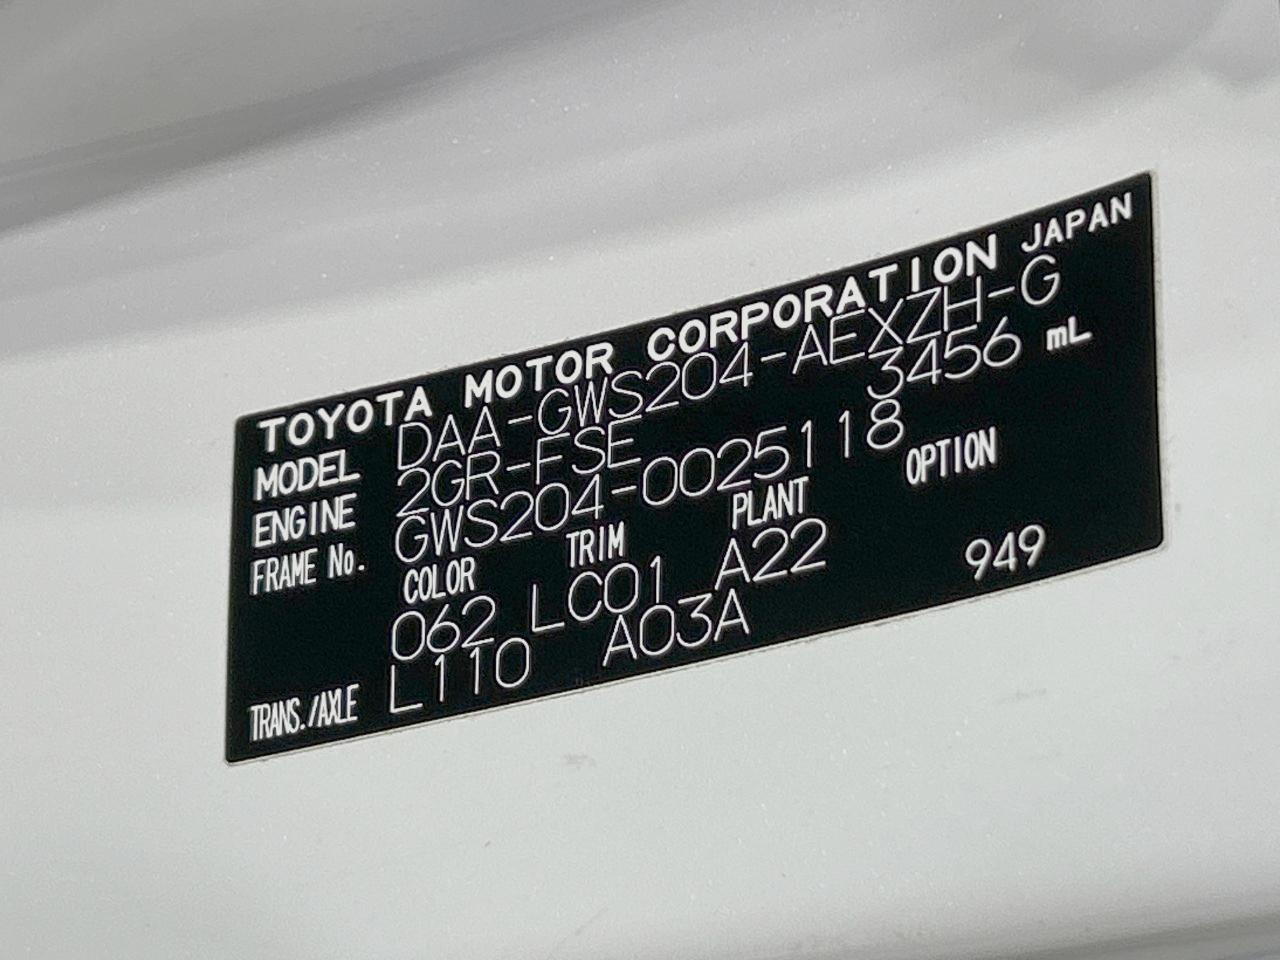 TOYOTA MOTOR CORPORATION JAPAN
MODEL DAA-GWS204-AEXZH-G
ENGINE 2GR-FSE 3456 mL
FRAME No. GWS204-0025118
COLOR TRIM PLANT OPTION
062 LC01 A22 949
TRANS./AXLE L110 A03A